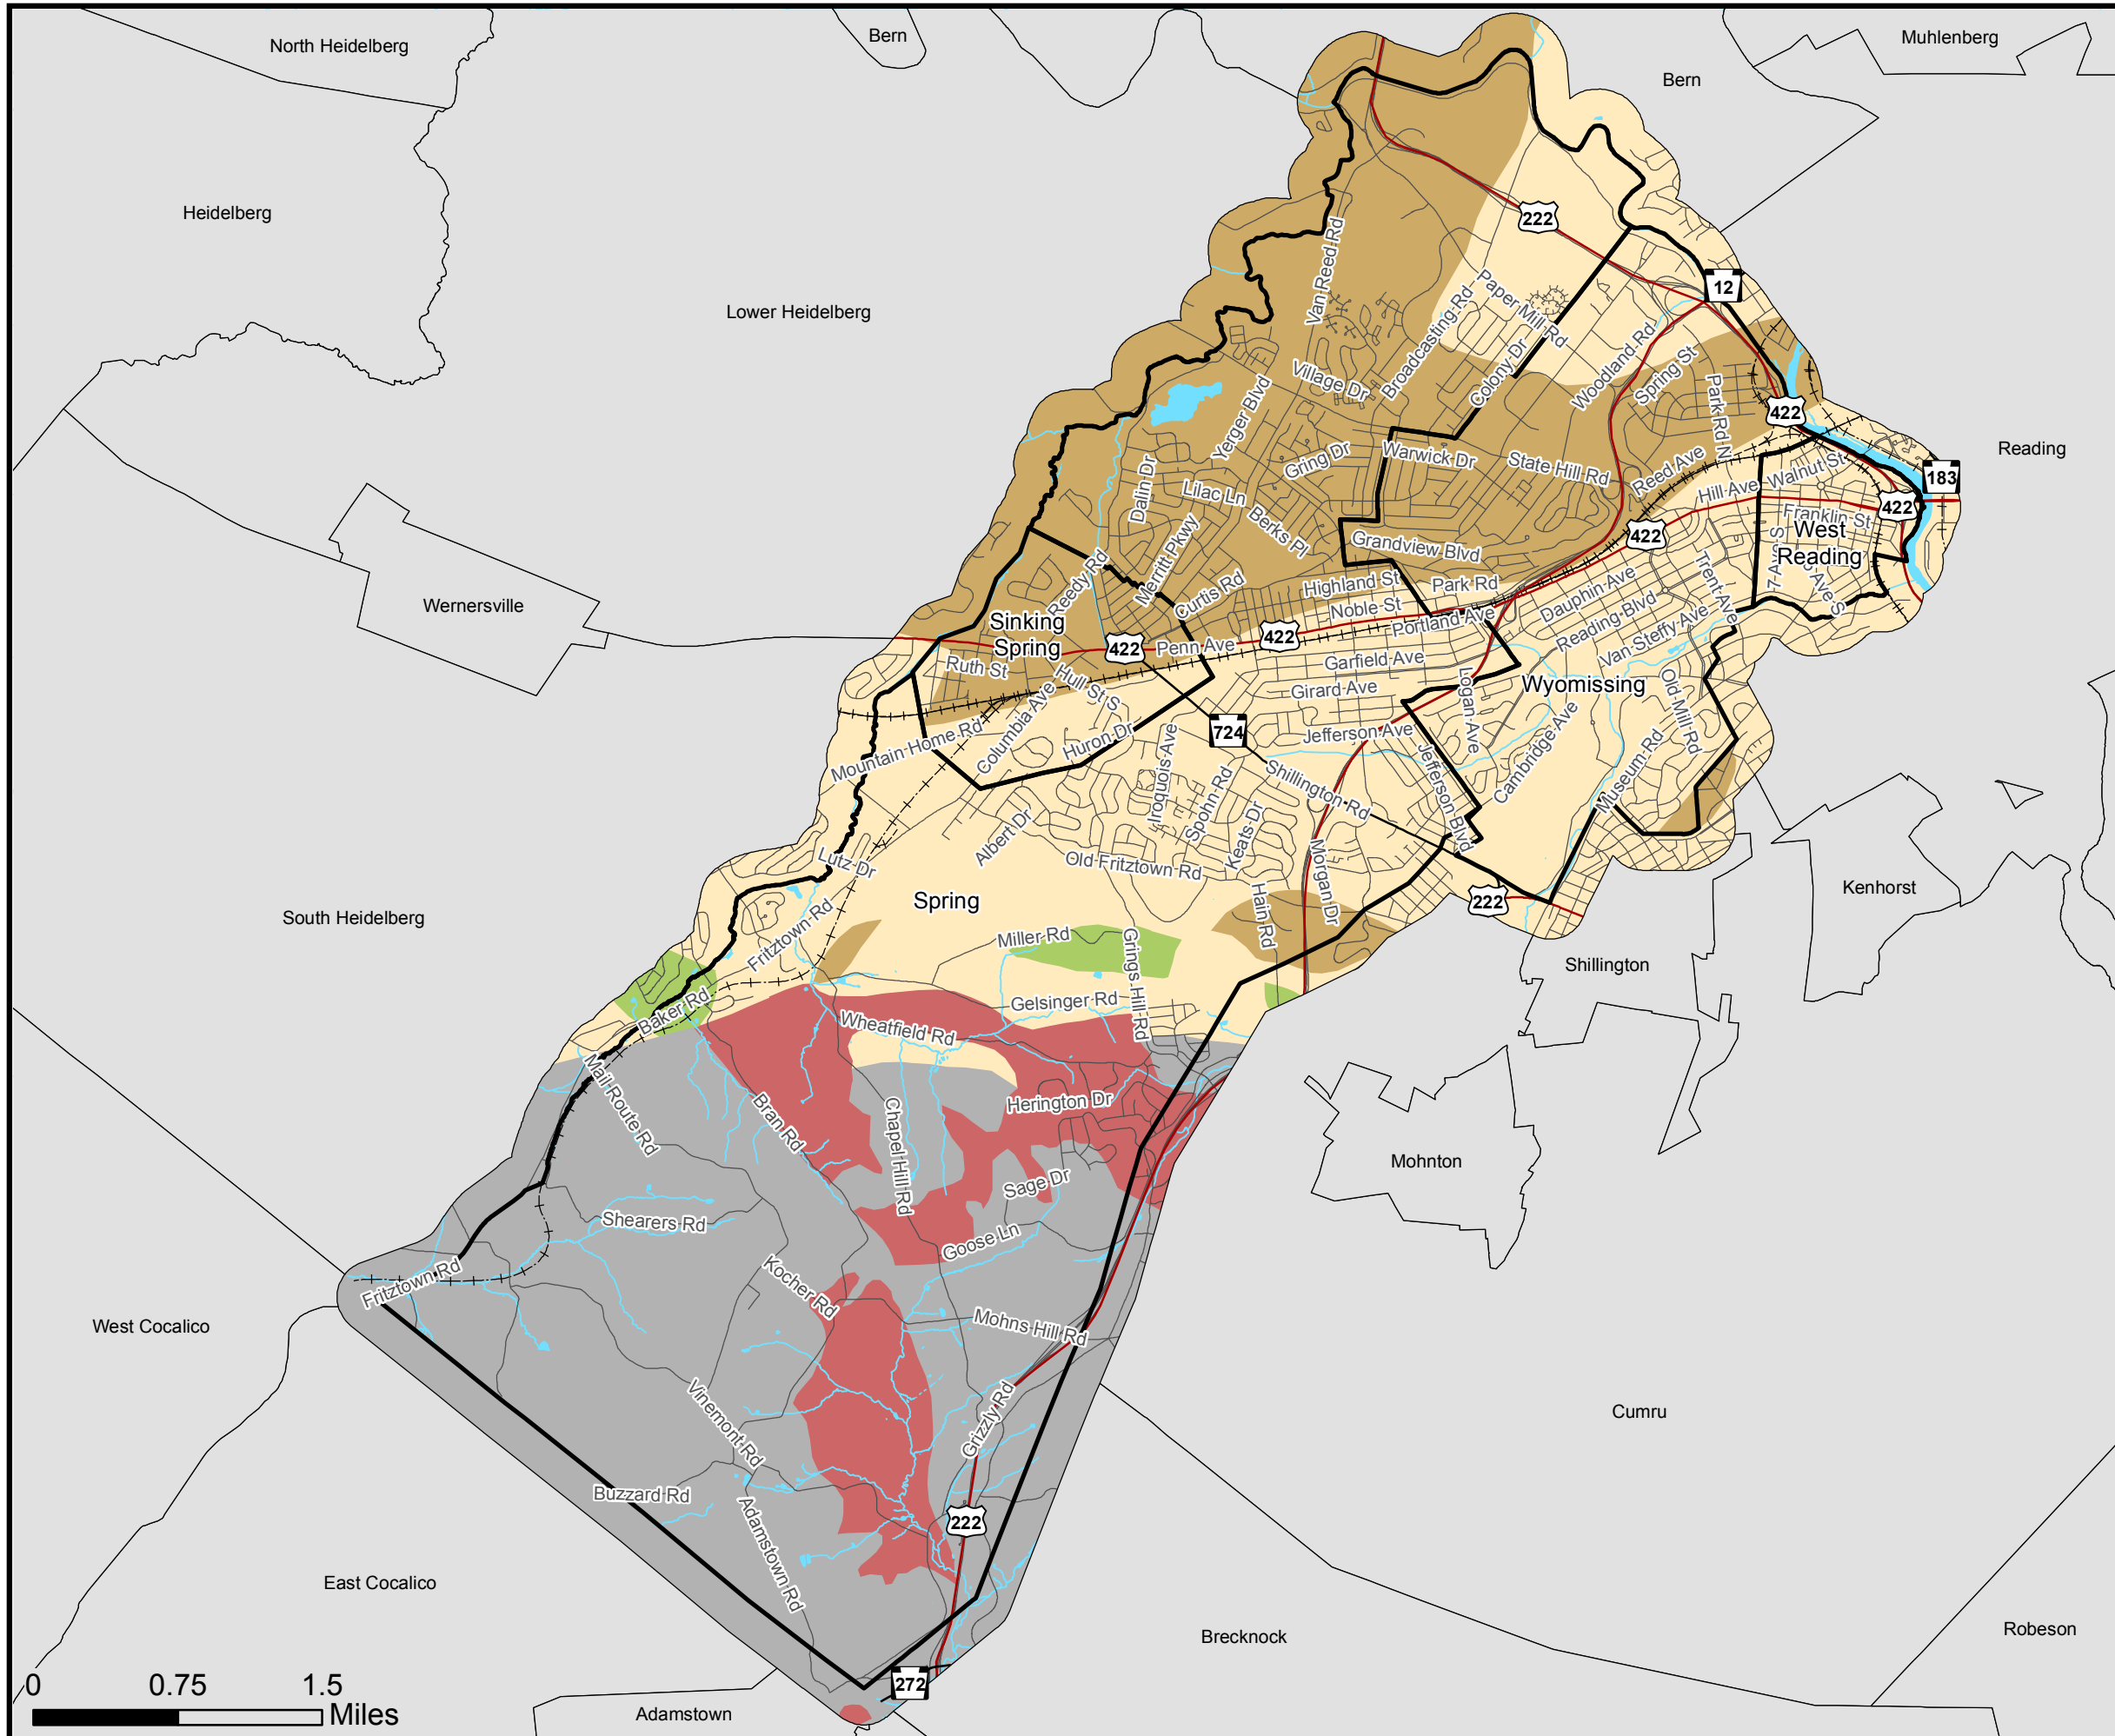 North Heidelberg
Bern
Muhlenberg
Bern
Heidelberg
222
12
Lower Heidelberg
Van Reed Rd
Paper Mill Rd
Broadcasting Rd
Woodland Rd
Spring St
Colony Dr
Village Dr
Yerger Blvd
Park Rd N
422
Reading
Warwick Dr
State Hill Rd
Gring Dr
Reed Ave
Walnut St
183
Dalin Dr
Lilac Ln
Hill Ave
422
Franklin St
Berks Pl
Merritt Pkwy
Grandview Blvd
422
West
Reading
7 Ave S
Ave S
Trent Ave
Wernersville
Reedy Rd
Curtis Rd
Highland St
Park Rd
Dauphin Ave
Noble St
Portland Ave
Reading Blvd
Sinking
Spring
422
Penn Ave
422
Van Steffy Ave
Ruth St
Hull St S
Garfield Ave
Girard Ave
Logan Ave
Wyomissing
Old Mill Rd
Columbia Ave
Mountain Home Rd
Huron Dr
724
Jefferson Ave
Iroquois Ave
Cambridge Ave
Museum Rd
Spohn Rd
Shillington Rd
Jefferson Blvd
Albert Dr
Keats Dr
Lutz Dr
Old Fritztown Rd
Morgan Dr
Kenhorst
South Heidelberg
Spring
Fritztown Rd
Hain Rd
222
Miller Rd
Grings Hill Rd
Shillington
Baker Rd
Gelsinger Rd
Wheatfield Rd
Mail Route Rd
Bran Rd
Herington Dr
Chapel Hill Rd
Mohnton
Sage Dr
Shearers Rd
Goose Ln
Fritztown Rd
Kocher Rd
Mohns Hill Rd
West Cocalico
Vinemont Rd
Grizzly Rd
Cumru
Buzzard Rd
Adamstown Rd
222
East Cocalico
Brecknock
Robeson
272
Adamstown
0 0.75 1.5
Miles